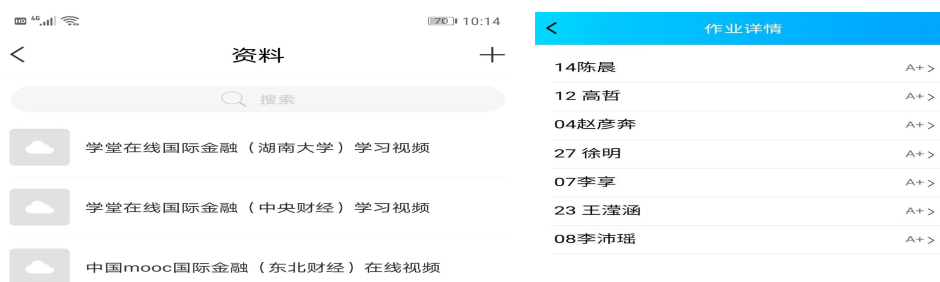 HD 4G 70 10:14
资料
搜索
学堂在线国际金融（湖南大学）学习视频
学堂在线国际金融（中央财经）学习视频
中国mooc国际金融（东北财经）在线视频
作业详情
14陈晨 A+>
12 高哲 A+>
04赵彦奔 A+>
27 徐明 A+>
07李享 A+>
23 王滢涵 A+>
08李沛瑶 A+>